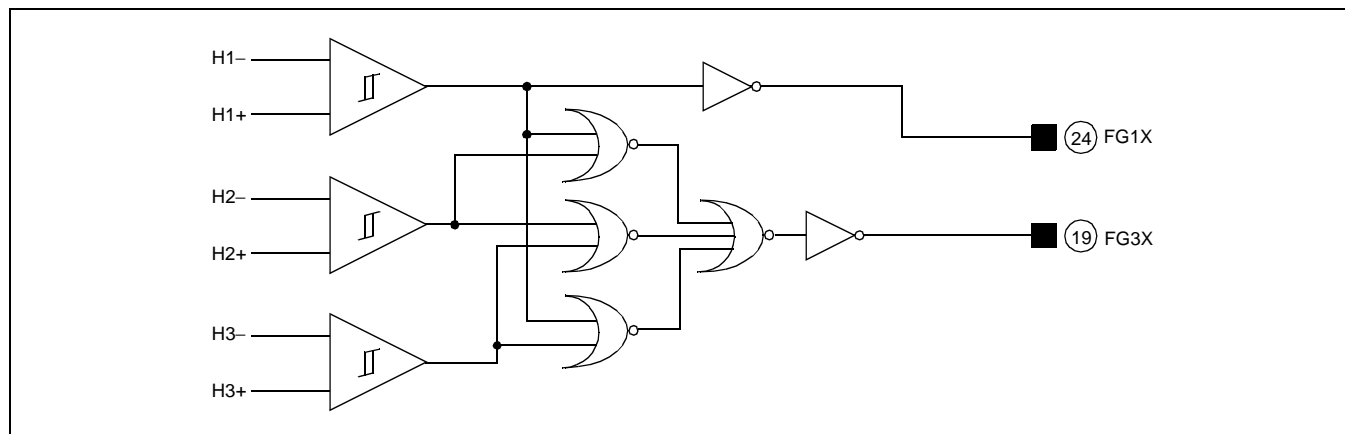 H1−
H1+
24 FG1X
H2−
H2+
19 FG3X
H3−
H3+